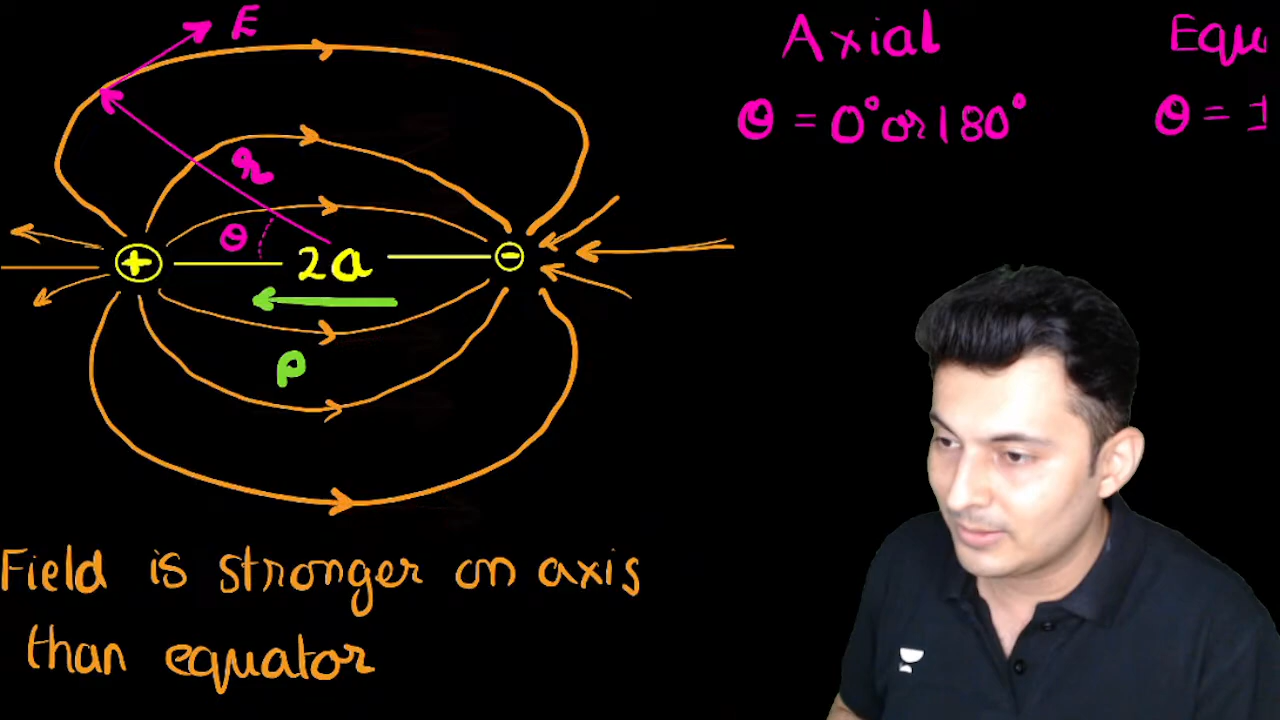 E
r
θ
+
2a
-
p
Field is stronger on axis
than equator
Axial
θ = 0° or 180°
Equ
θ =